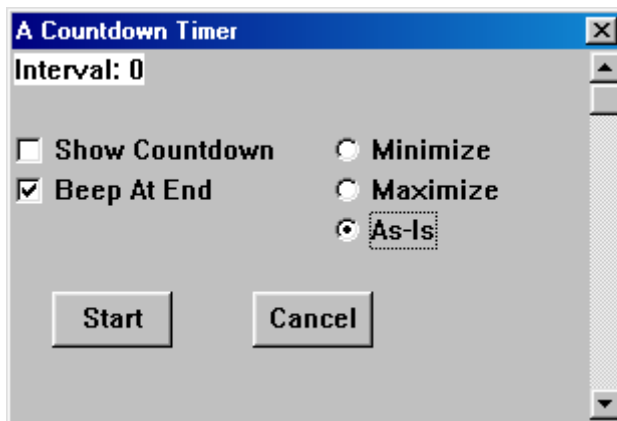 A Countdown Timer
Interval: 0
Show Countdown
Minimize
Beep At End
Maximize
As-Is
Start
Cancel